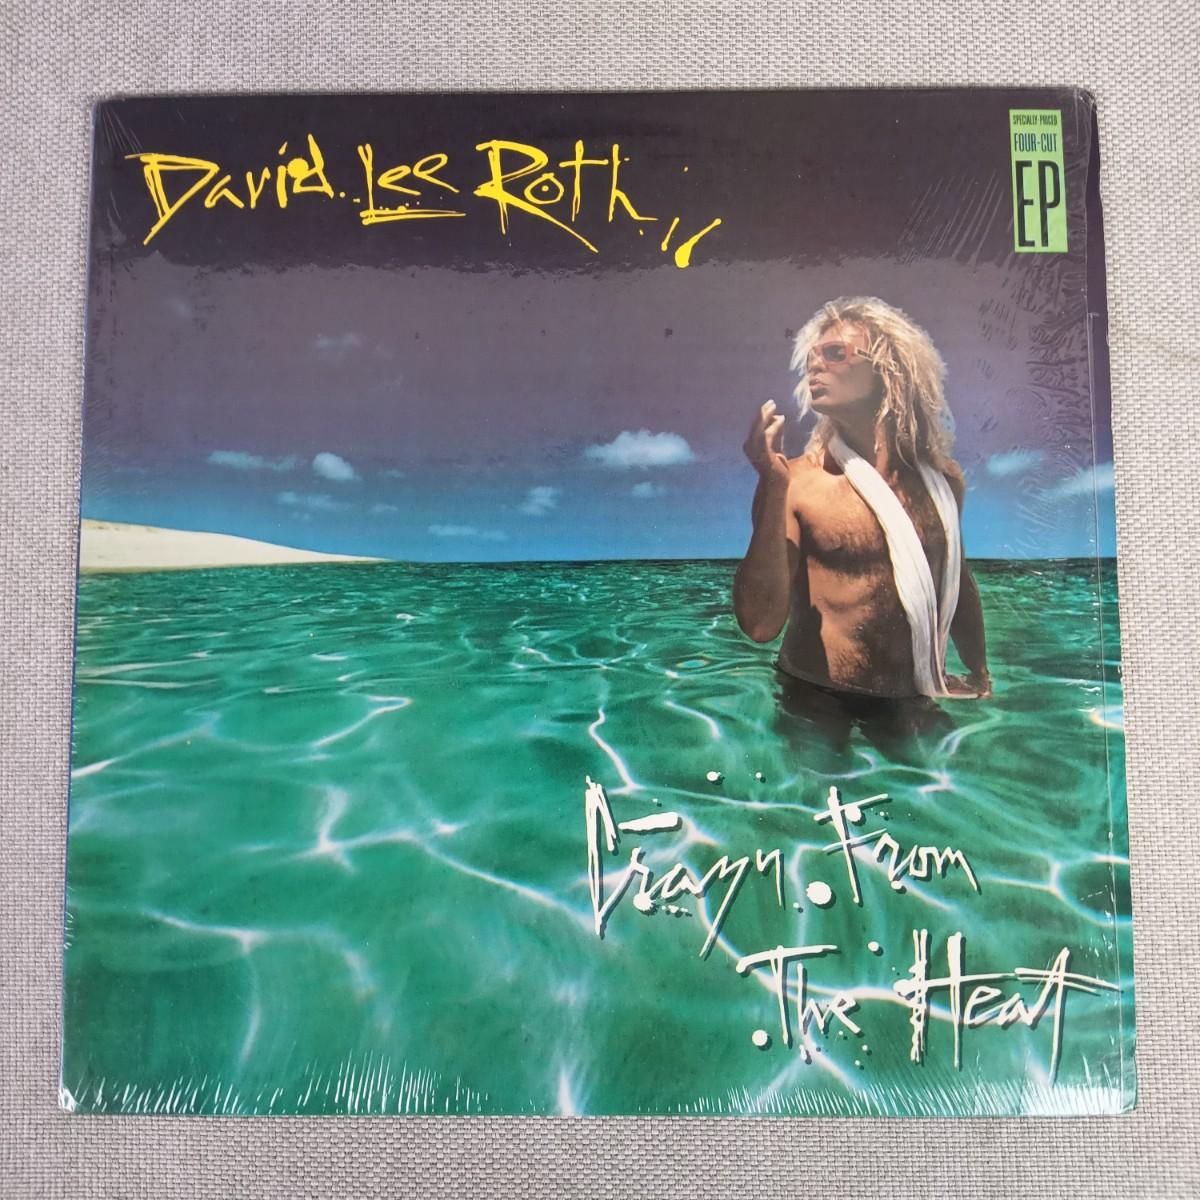 David Lee Roth
SPECIALLY-PRICED
FOUR-CUT
EP
Crazy From
The Heat